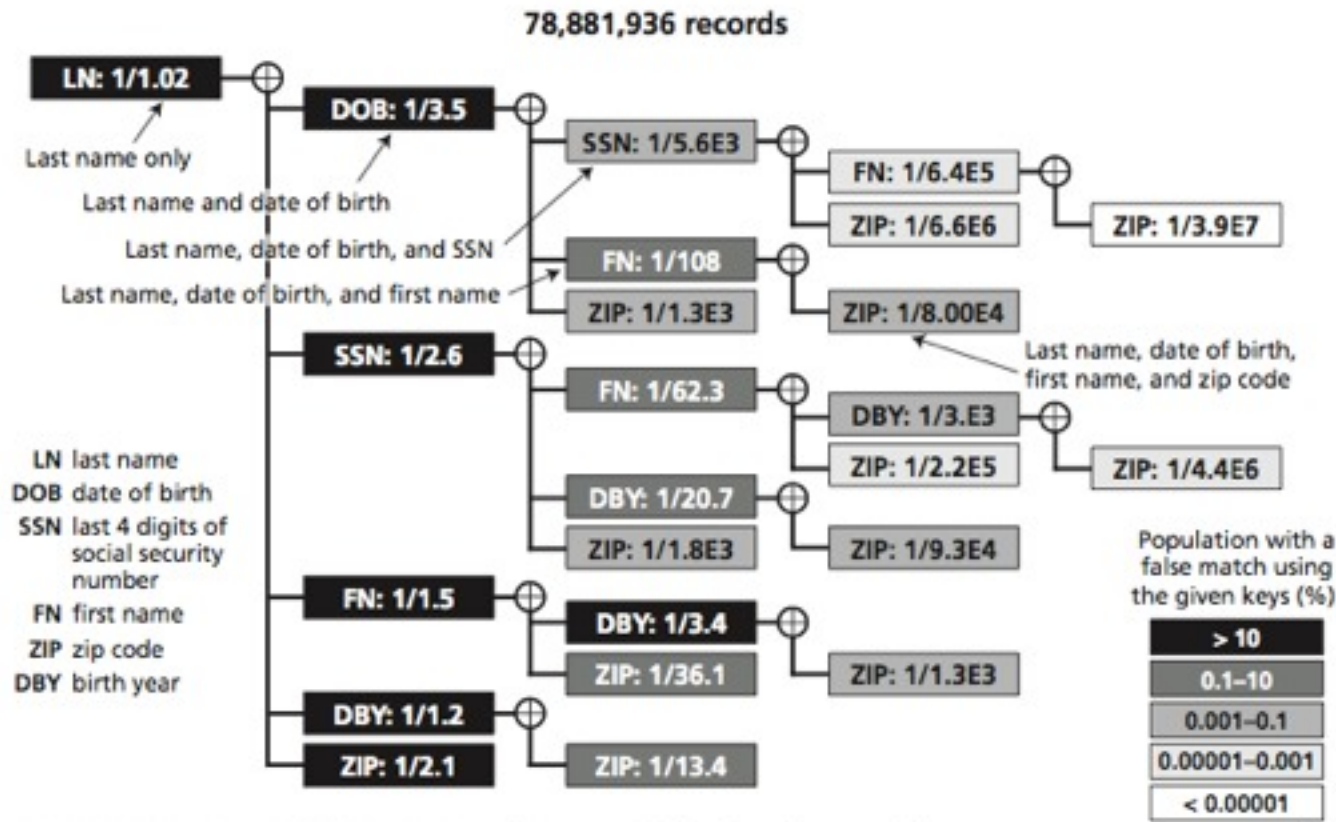 78,881,936 records
LN: 1/1.02
DOB: 1/3.5
SSN: 1/5.6E3
Last name only
FN: 1/6.4E5
Last name and date of birth
ZIP: 1/6.6E6
ZIP: 1/3.9E7
Last name, date of birth, and SSN
FN: 1/108
Last name, date of birth, and first name
ZIP: 1/1.3E3
ZIP: 1/8.00E4
SSN: 1/2.6
Last name, date of birth,
first name, and zip code
FN: 1/62.3
DBY: 1/3.E3
ZIP: 1/2.2E5
ZIP: 1/4.4E6
DBY: 1/20.7
ZIP: 1/1.8E3
ZIP: 1/9.3E4
FN: 1/1.5
DBY: 1/3.4
ZIP: 1/36.1
ZIP: 1/1.3E3
DBY: 1/1.2
ZIP: 1/2.1
ZIP: 1/13.4
LN last name
DOB date of birth
SSN last 4 digits of
social security
number
FN first name
ZIP zip code
DBY birth year
Population with a
false match using
the given keys (%)
> 10
0.1–10
0.001–0.1
0.00001–0.001
< 0.00001